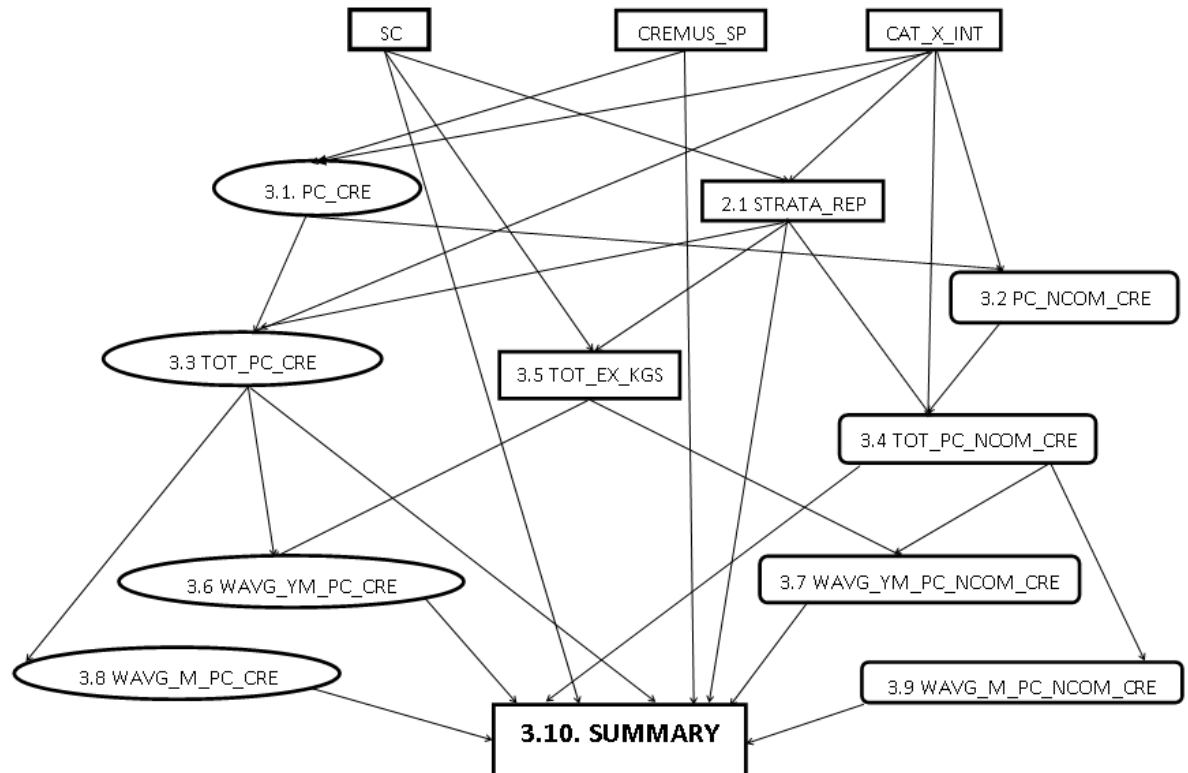 SC
CREMUS_SP
CAT_X_INT
3.1. PC_CRE
2.1 STRATA_REP
3.2 PC_NCOM_CRE
3.3 TOT_PC_CRE
3.5 TOT_EX_KGS
3.4 TOT_PC_NCOM_CRE
3.6 WAVG_YM_PC_CRE
3.7 WAVG_YM_PC_NCOM_CRE
3.8 WAVG_M_PC_CRE
3.9 WAVG_M_PC_NCOM_CRE
3.10. SUMMARY